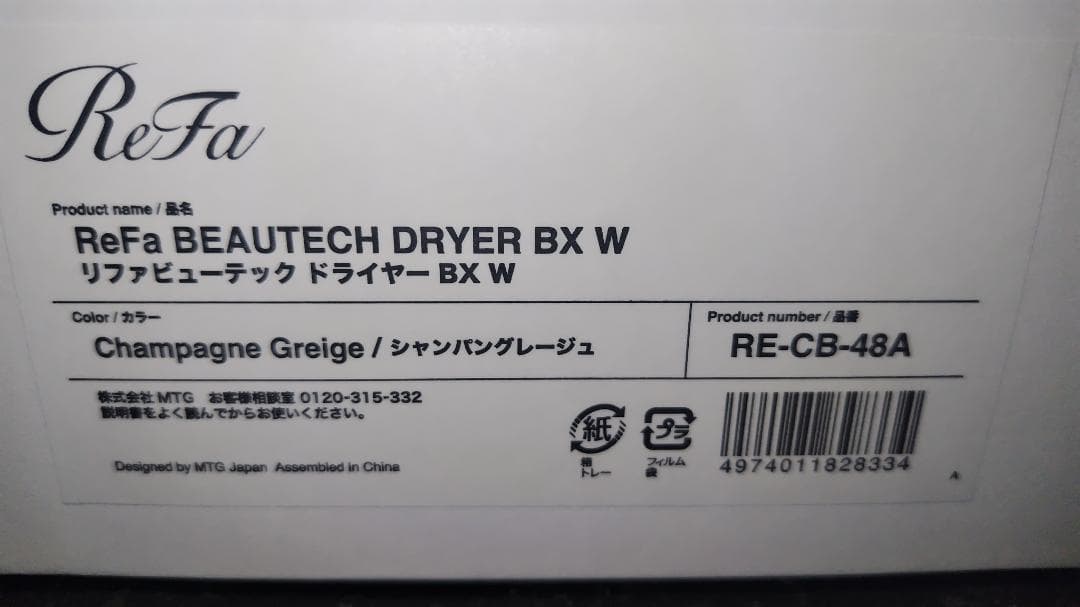 ReFa
Product name / 品名
ReFa BEAUTECH DRYER BX W
リファビューテック ドライヤー BX W
Color / カラー
Champagne Greige / シャンパングレージュ
Product number / 品番
RE-CB-48A
株式会社 MTG お客様相談室 0120-315-332
説明書をよく読んでからお使いください。
Designed by MTG Japan Assembled in China
紙
箱
トレー
プラ
フィルム
袋
4974011828334
A